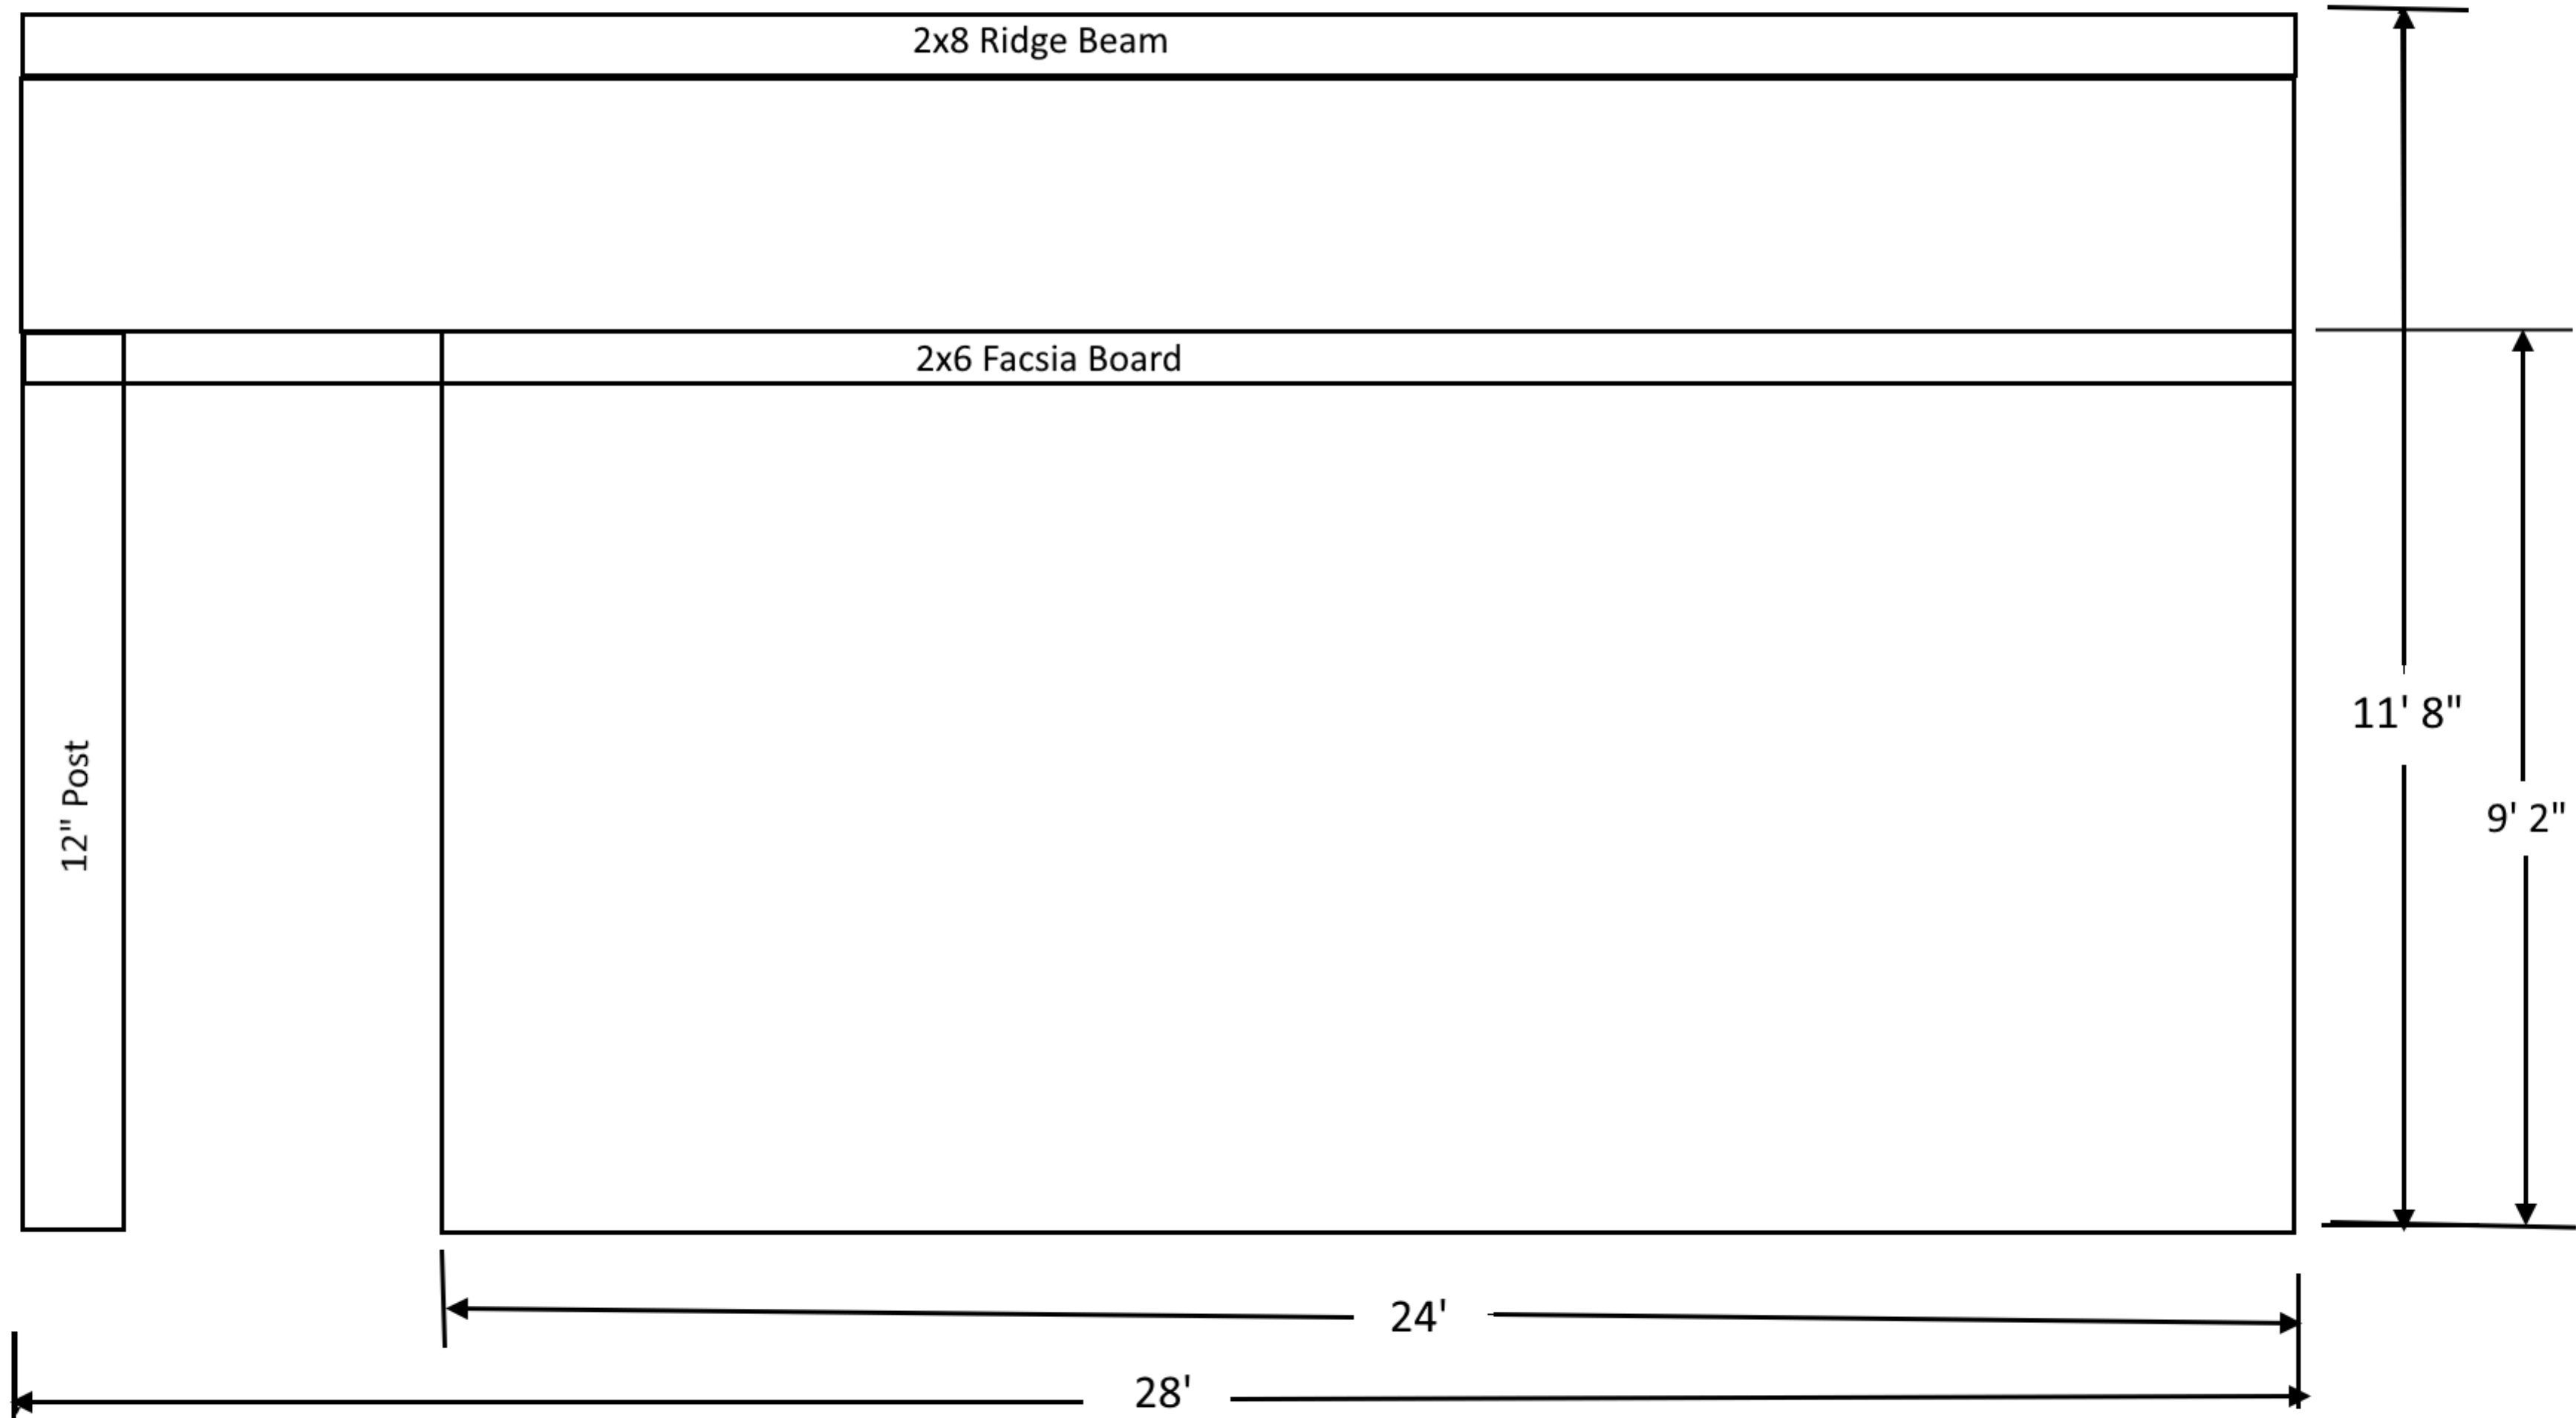 2x8 Ridge Beam
2x6 Facsia Board
12" Post
11' 8"
9' 2"
24'
28'